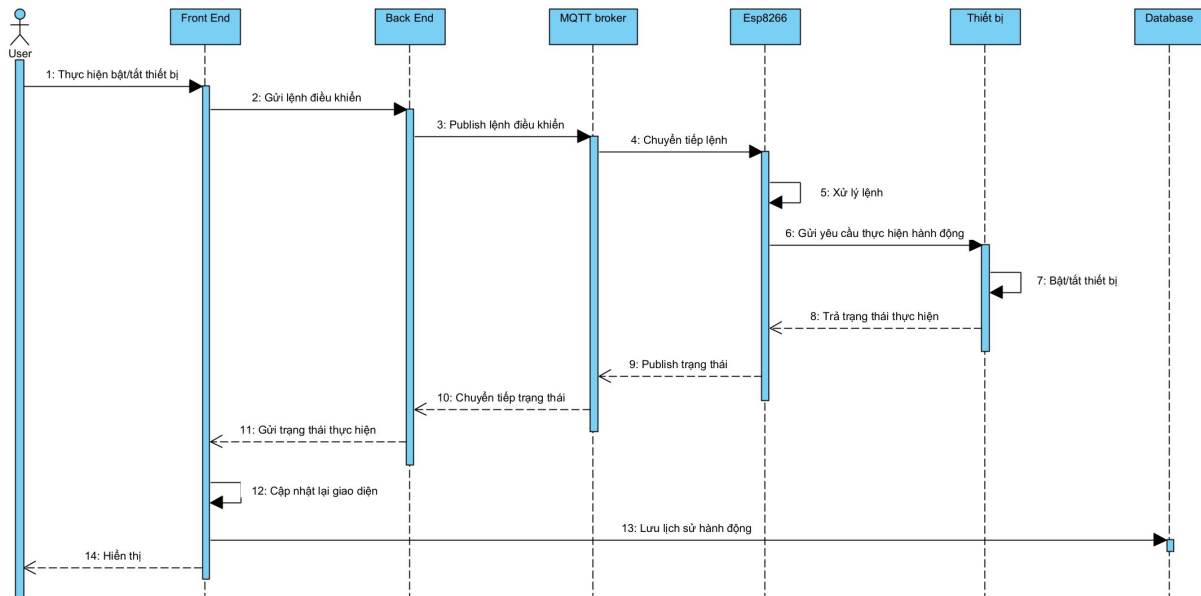 Front End
Back End
MQTT broker
Esp8266
Thiết bị
Database
User
1: Thực hiện bật/tắt thiết bị
2: Gửi lệnh điều khiển
3: Publish lệnh điều khiển
4: Chuyển tiếp lệnh
5: Xử lý lệnh
6: Gửi yêu cầu thực hiện hành động
7: Bật/tắt thiết bị
8: Trả trạng thái thực hiện
9: Publish trạng thái
10: Chuyển tiếp trạng thái
11: Gửi trạng thái thực hiện
12: Cập nhật lại giao diện
13: Lưu lịch sử hành động
14: Hiển thị